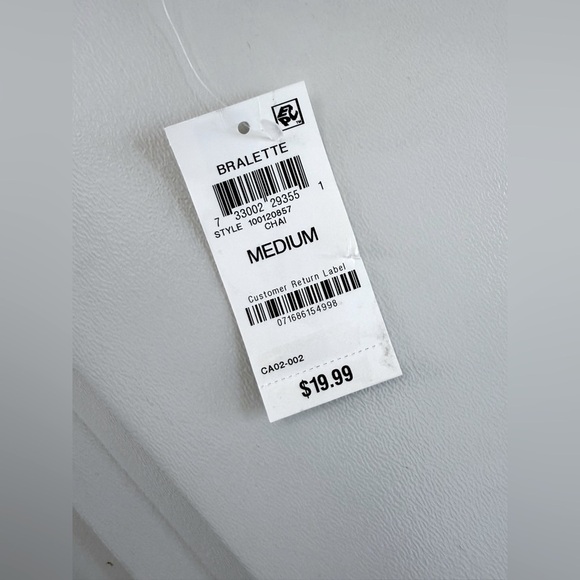 BRALETTE
7 33002 29355 1
STYLE 100120857
CHAI
MEDIUM
Customer Return Label
071686154998
CA02-002
$19.99